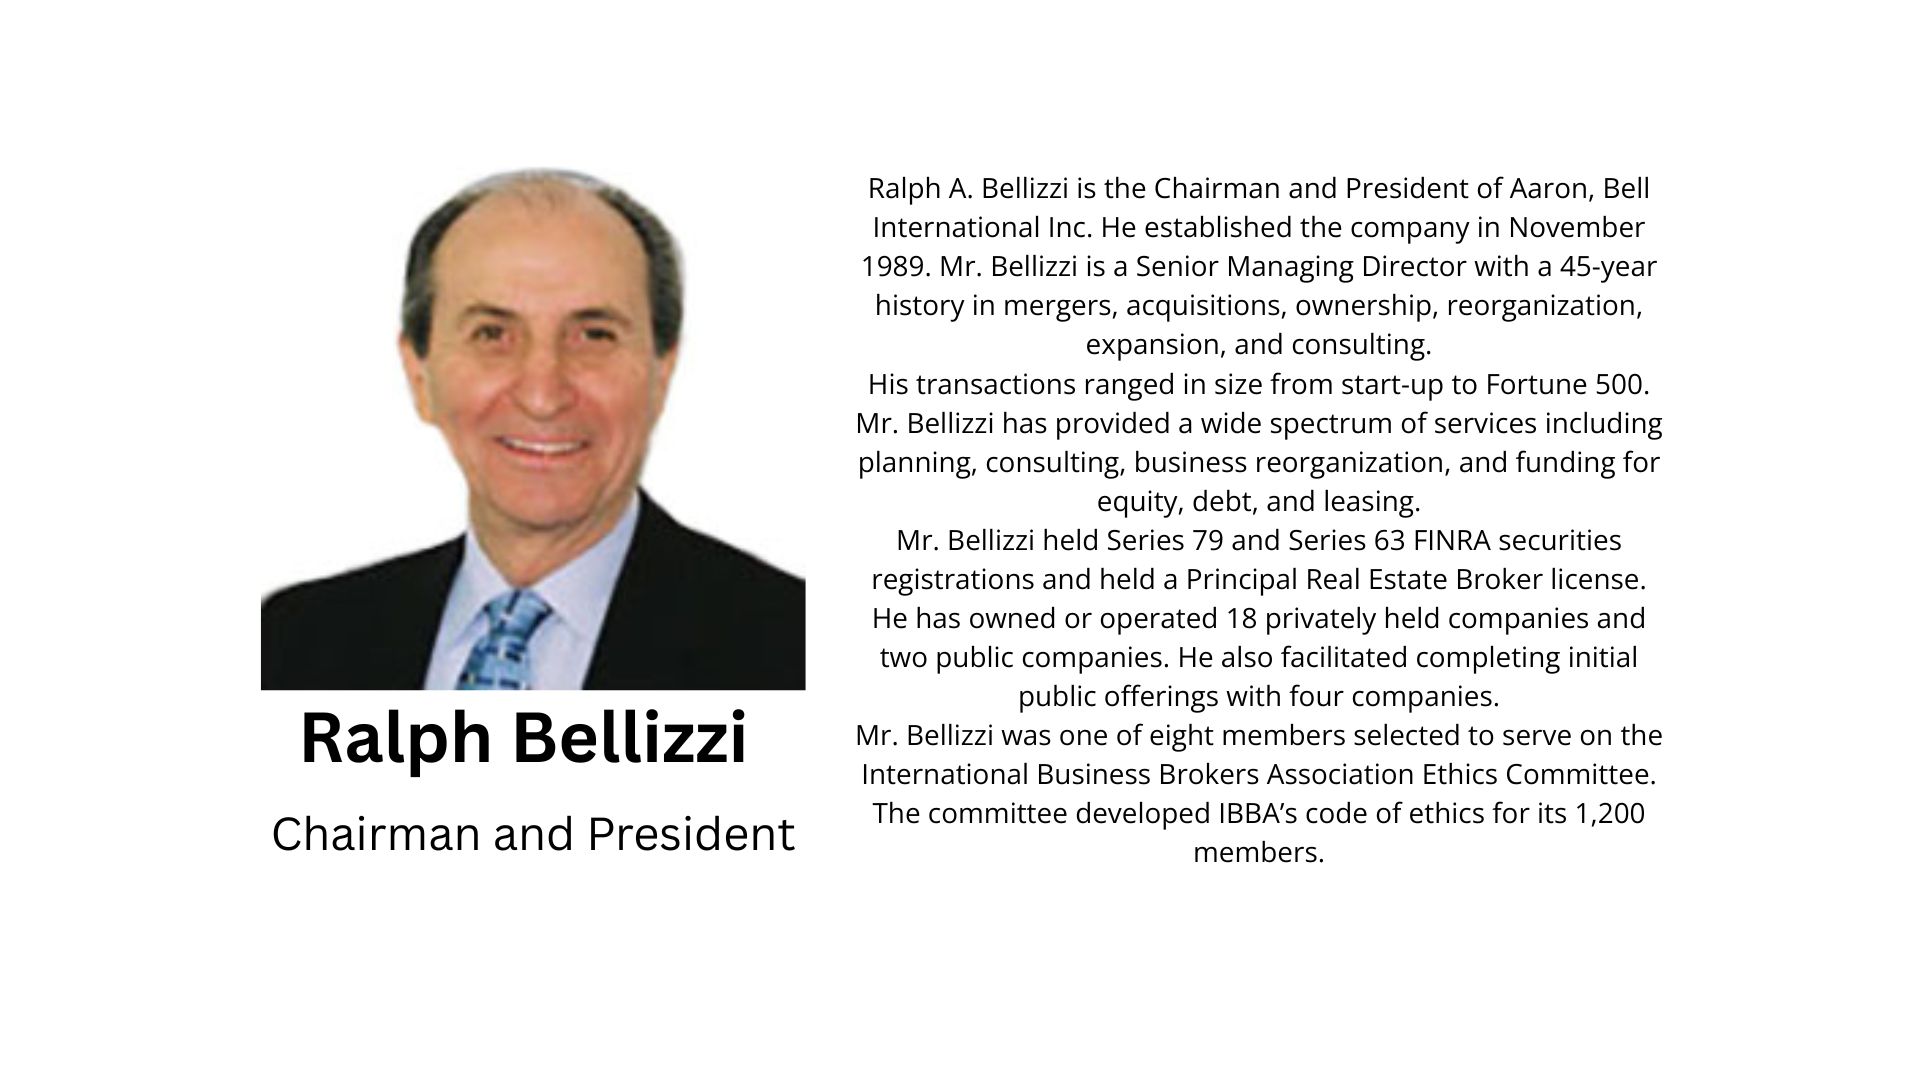 Ralph Bellizzi
Chairman and President
Ralph A. Bellizzi is the Chairman and President of Aaron, Bell
International Inc. He established the company in November
1989. Mr. Bellizzi is a Senior Managing Director with a 45-year
history in mergers, acquisitions, ownership, reorganization,
expansion, and consulting.
His transactions ranged in size from start-up to Fortune 500.
Mr. Bellizzi has provided a wide spectrum of services including
planning, consulting, business reorganization, and funding for
equity, debt, and leasing.
Mr. Bellizzi held Series 79 and Series 63 FINRA securities
registrations and held a Principal Real Estate Broker license.
He has owned or operated 18 privately held companies and
two public companies. He also facilitated completing initial
public offerings with four companies.
Mr. Bellizzi was one of eight members selected to serve on the
International Business Brokers Association Ethics Committee.
The committee developed IBBA’s code of ethics for its 1,200
members.